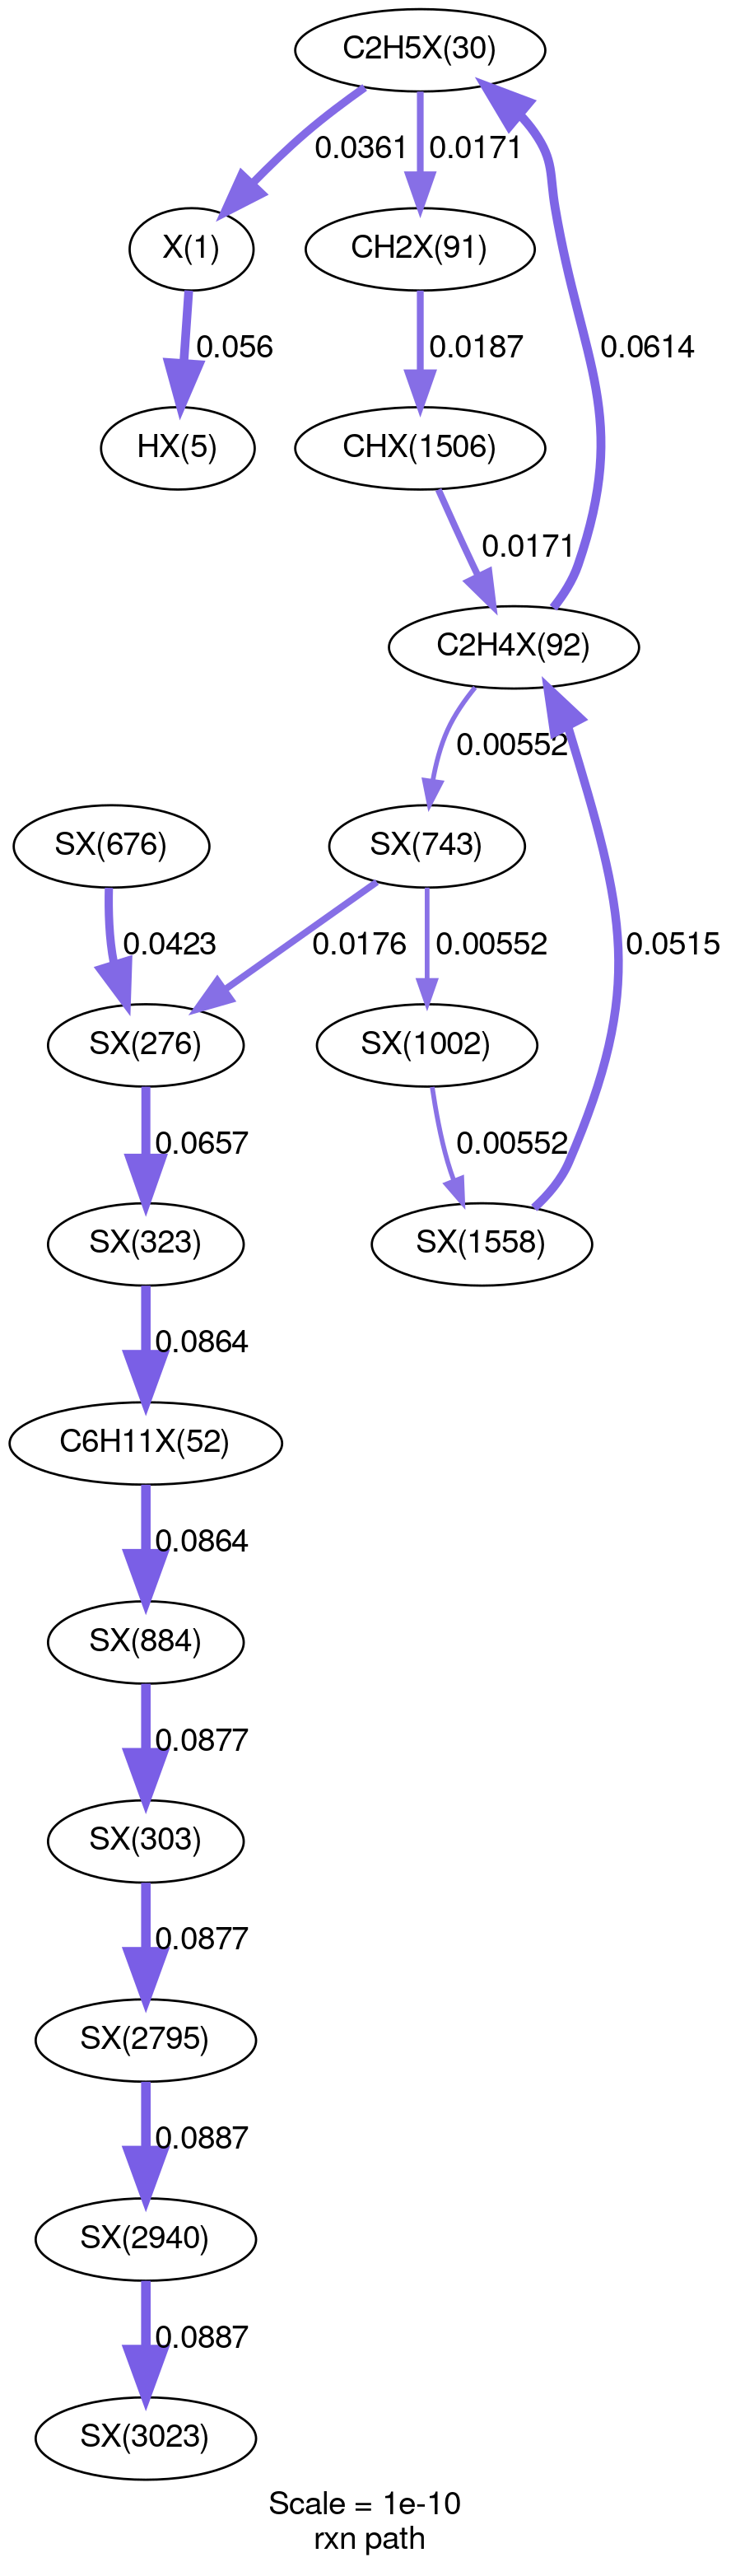 C2H5X(30)
0.0361
0.0171
X(1)
CH2X(91)
0.056
0.0187
0.0614
HX(5)
CHX(1506)
0.0171
C2H4X(92)
0.00552
SX(676)
SX(743)
0.0423
0.0176
0.00552
0.0515
SX(276)
SX(1002)
0.0657
0.00552
SX(323)
SX(1558)
0.0864
C6H11X(52)
0.0864
SX(884)
0.0877
SX(303)
0.0877
SX(2795)
0.0887
SX(2940)
0.0887
SX(3023)
Scale = 1e-10
rxn path